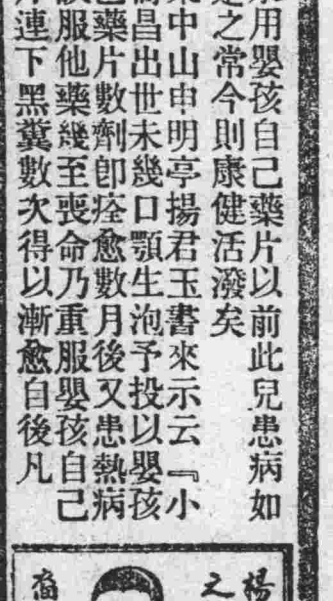 用嬰孩自己藥片以前此兒患病如
之常今則康健活潑矣
中山申明亭揚君玉書來示云『小
昌出世未幾口顎生泡予投以嬰孩
藥片數劑卽痊愈數月後又患熱病
服他藥幾至喪命乃重服嬰孩自己
連下黑糞數次得以漸愈自後凡
楊
之
裔